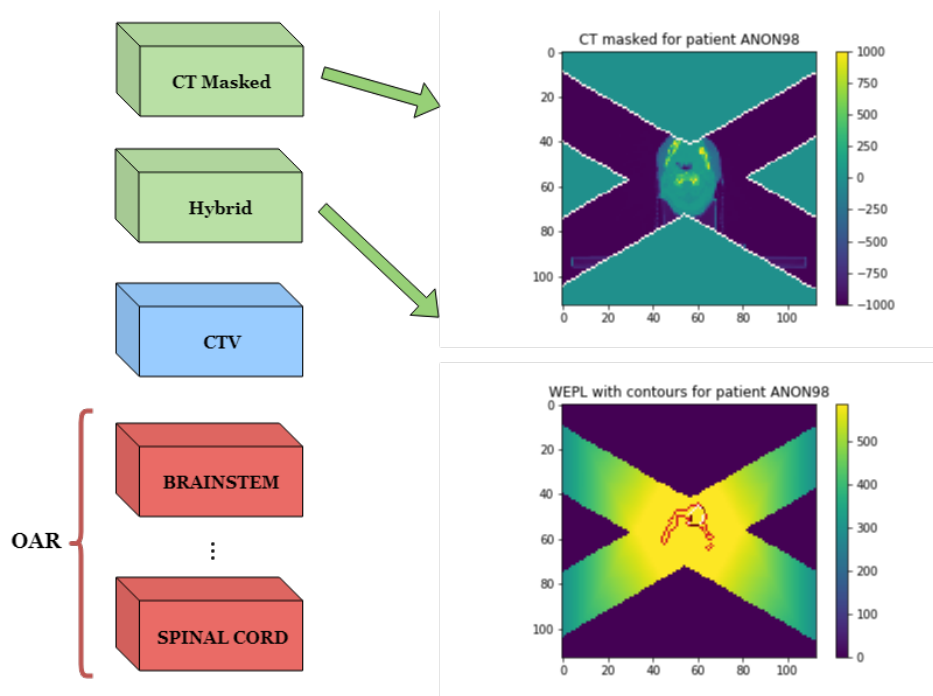 CT Masked
Hybrid
CTV
OAR
BRAINSTEM
⋮
SPINAL CORD
CT masked for patient ANON98
0
20
40
60
80
100
0 20 40 60 80 100
1000
750
500
250
0
−250
−500
−750
−1000
WEPL with contours for patient ANON98
0
20
40
60
80
100
0 20 40 60 80 100
500
400
300
200
100
0